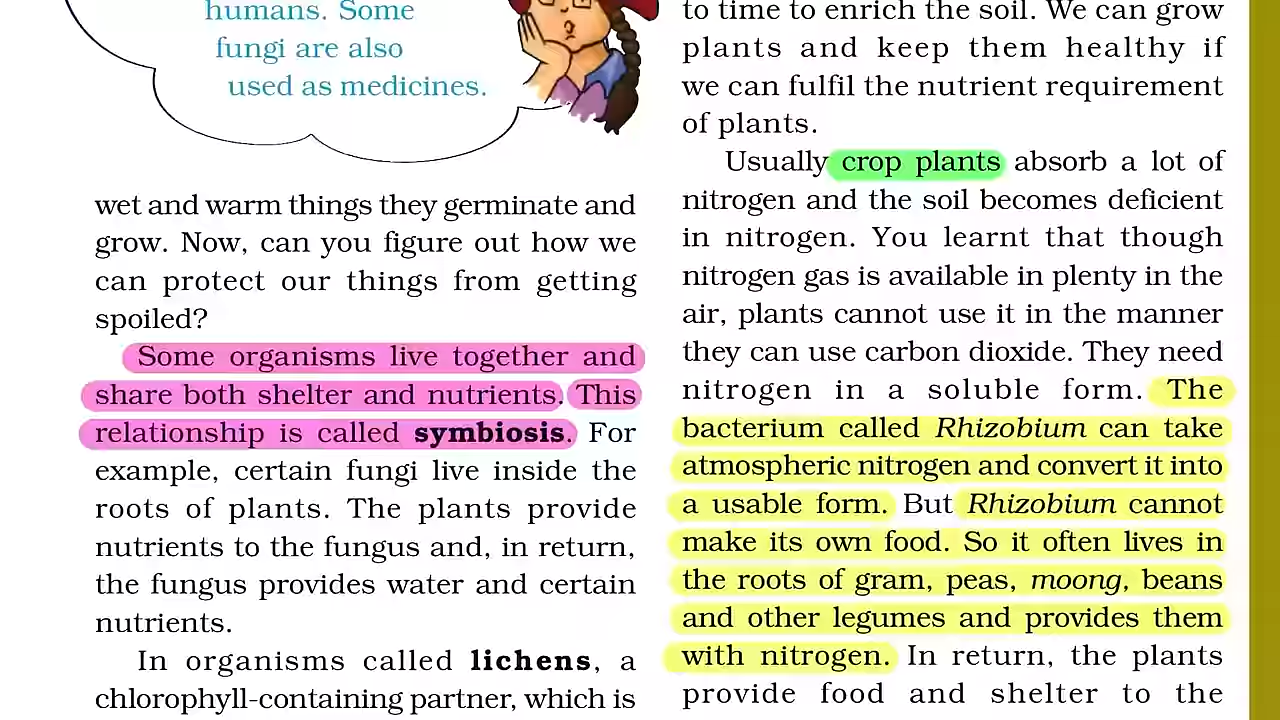 humans. Some
fungi are also
used as medicines.
wet and warm things they germinate and
grow. Now, can you figure out how we
can protect our things from getting
spoiled?
Some organisms live together and
share both shelter and nutrients. This
relationship is called symbiosis. For
example, certain fungi live inside the
roots of plants. The plants provide
nutrients to the fungus and, in return,
the fungus provides water and certain
nutrients.
In organisms called lichens, a
chlorophyll-containing partner, which is
to time to enrich the soil. We can grow
plants and keep them healthy if
we can fulfil the nutrient requirement
of plants.
Usually crop plants absorb a lot of
nitrogen and the soil becomes deficient
in nitrogen. You learnt that though
nitrogen gas is available in plenty in the
air, plants cannot use it in the manner
they can use carbon dioxide. They need
nitrogen in a soluble form. The
bacterium called Rhizobium can take
atmospheric nitrogen and convert it into
a usable form. But Rhizobium cannot
make its own food. So it often lives in
the roots of gram, peas, moong, beans
and other legumes and provides them
with nitrogen. In return, the plants
provide food and shelter to the